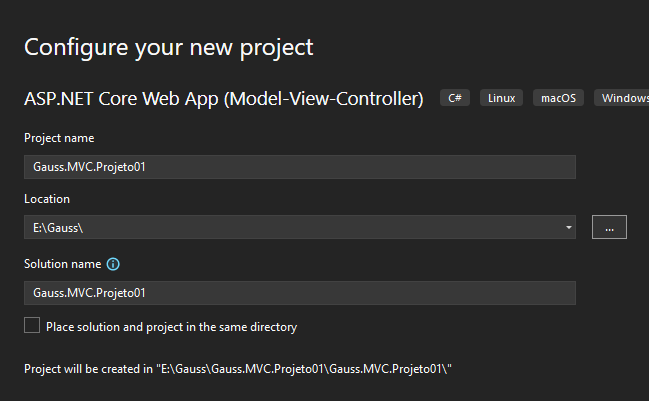 Configure your new project
ASP.NET Core Web App (Model-View-Controller) C# Linux macOS Windows
Project name
Gauss.MVC.Projeto01
Location
E:\Gauss\
...
Solution name
Gauss.MVC.Projeto01
Place solution and project in the same directory
Project will be created in "E:\Gauss\Gauss.MVC.Projeto01\Gauss.MVC.Projeto01\"